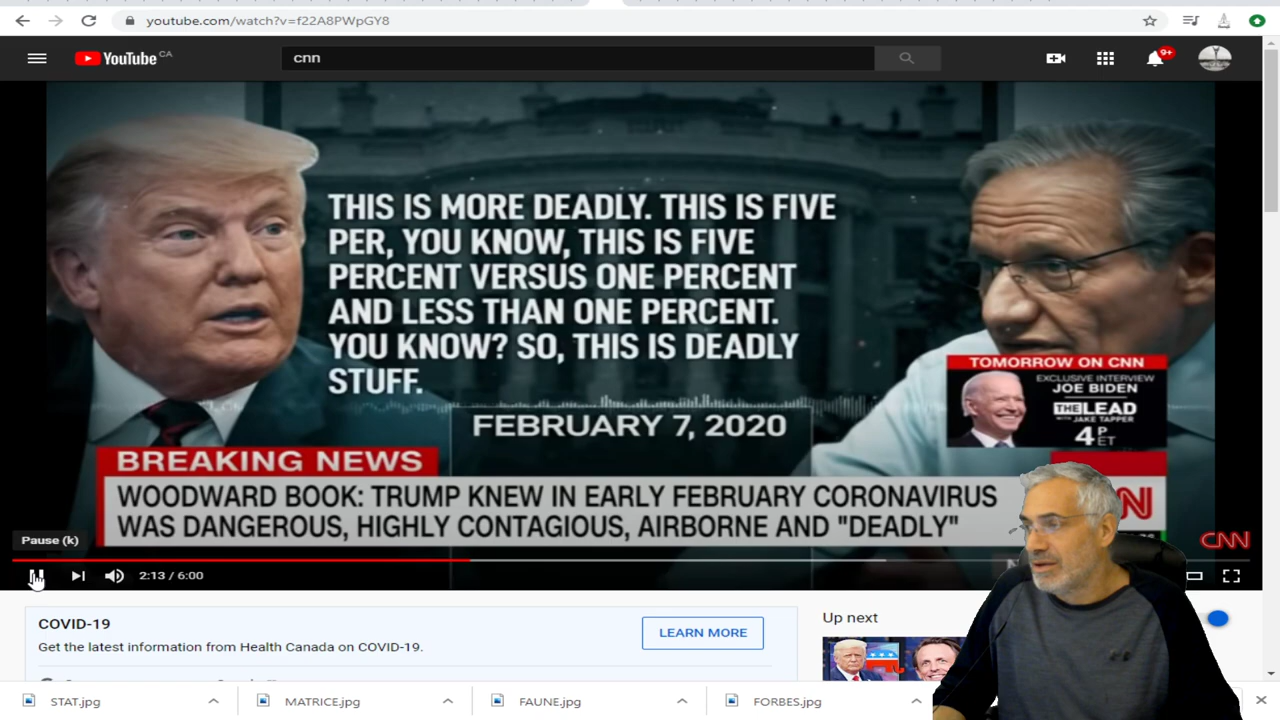 youtube.com/watch?v=f22A8PWpGY8
YouTube CA
cnn
9+
THIS IS MORE DEADLY. THIS IS FIVE
PER, YOU KNOW, THIS IS FIVE
PERCENT VERSUS ONE PERCENT
AND LESS THAN ONE PERCENT.
YOU KNOW? SO, THIS IS DEADLY
STUFF.
FEBRUARY 7, 2020
TOMORROW ON CNN
EXCLUSIVE INTERVIEW
JOE BIDEN
THE LEAD
WITH JAKE TAPPER
4 P
ET
BREAKING NEWS
WOODWARD BOOK: TRUMP KNEW IN EARLY FEBRUARY CORONAVIRUS
WAS DANGEROUS, HIGHLY CONTAGIOUS, AIRBORNE AND "DEADLY"
CNN
Pause (k)
2:13 / 6:00
COVID-19
Get the latest information from Health Canada on COVID-19.
LEARN MORE
Up next
STAT.jpg
MATRICE.jpg
FAUNE.jpg
FORBES.jpg